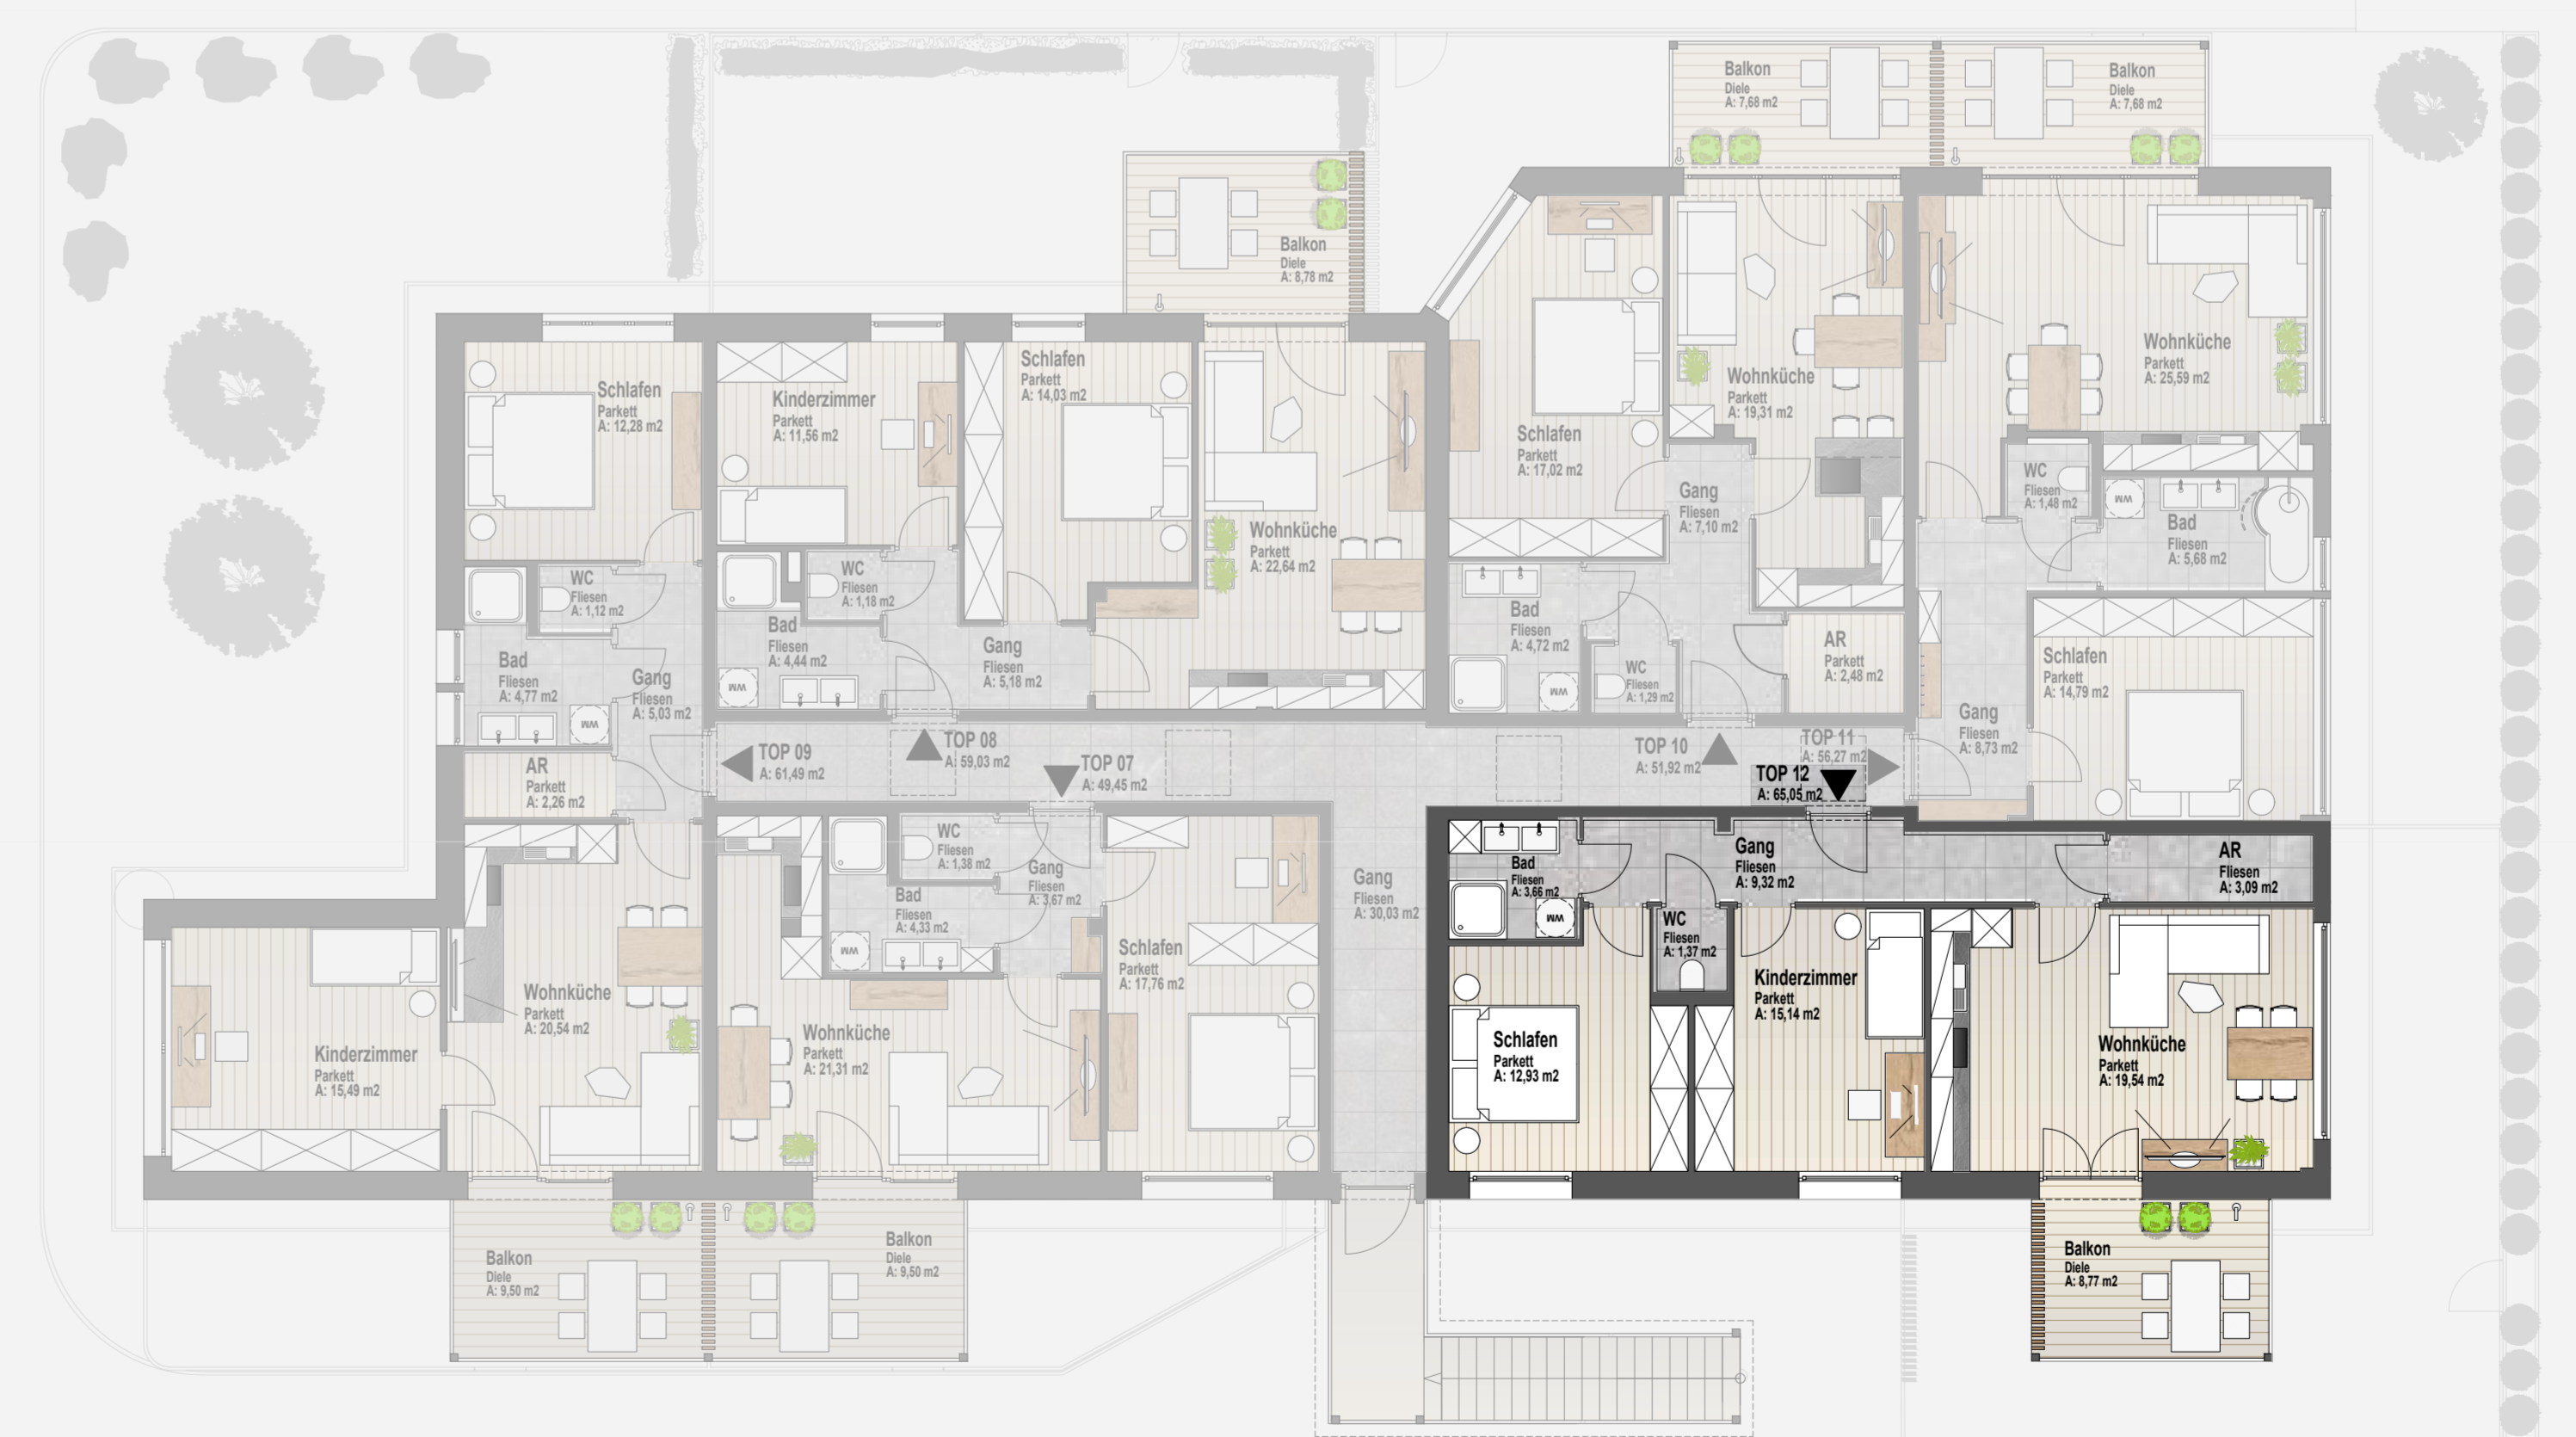 Balkon
Diele
A: 7,68 m2
Balkon
Diele
A: 7,68 m2
Balkon
Diele
A: 8,78 m2
Schlafen
Parkett
A: 12,28 m2
Kinderzimmer
Parkett
A: 11,56 m2
Schlafen
Parkett
A: 14,03 m2
Wohnküche
Parkett
A: 22,64 m2
Schlafen
Parkett
A: 17,02 m2
Wohnküche
Parkett
A: 19,31 m2
Wohnküche
Parkett
A: 25,59 m2
Gang
Fliesen
A: 7,10 m2
WC
Fliesen
A: 1,48 m2
WM
Bad
Fliesen
A: 5,68 m2
WC
Fliesen
A: 1,12 m2
WC
Fliesen
A: 1,18 m2
Bad
Fliesen
A: 4,77 m2
Gang
Fliesen
A: 5,03 m2
WM
Bad
Fliesen
A: 4,44 m2
WM
Gang
Fliesen
A: 5,18 m2
Bad
Fliesen
A: 4,72 m2
WM
WC
Fliesen
A: 1,29 m2
AR
Parkett
A: 2,48 m2
Schlafen
Parkett
A: 14,79 m2
Gang
Fliesen
A: 8,73 m2
AR
Parkett
A: 2,26 m2
TOP 09
A: 61,49 m2
TOP 08
A: 59,03 m2
TOP 07
A: 49,45 m2
TOP 10
A: 51,92 m2
TOP 11
A: 56,27 m2
TOP 12
A: 65,05 m2
WC
Fliesen
A: 1,38 m2
Gang
Fliesen
A: 3,67 m2
Bad
Fliesen
A: 4,33 m2
WM
Gang
Fliesen
A: 30,03 m2
Bad
Fliesen
A: 3,66 m2
WM
Gang
Fliesen
A: 9,32 m2
AR
Fliesen
A: 3,09 m2
WC
Fliesen
A: 1,37 m2
Kinderzimmer
Parkett
A: 15,49 m2
Wohnküche
Parkett
A: 20,54 m2
Wohnküche
Parkett
A: 21,31 m2
Schlafen
Parkett
A: 17,76 m2
Schlafen
Parkett
A: 12,93 m2
Kinderzimmer
Parkett
A: 15,14 m2
Wohnküche
Parkett
A: 19,54 m2
Balkon
Diele
A: 9,50 m2
Balkon
Diele
A: 9,50 m2
Balkon
Diele
A: 8,77 m2